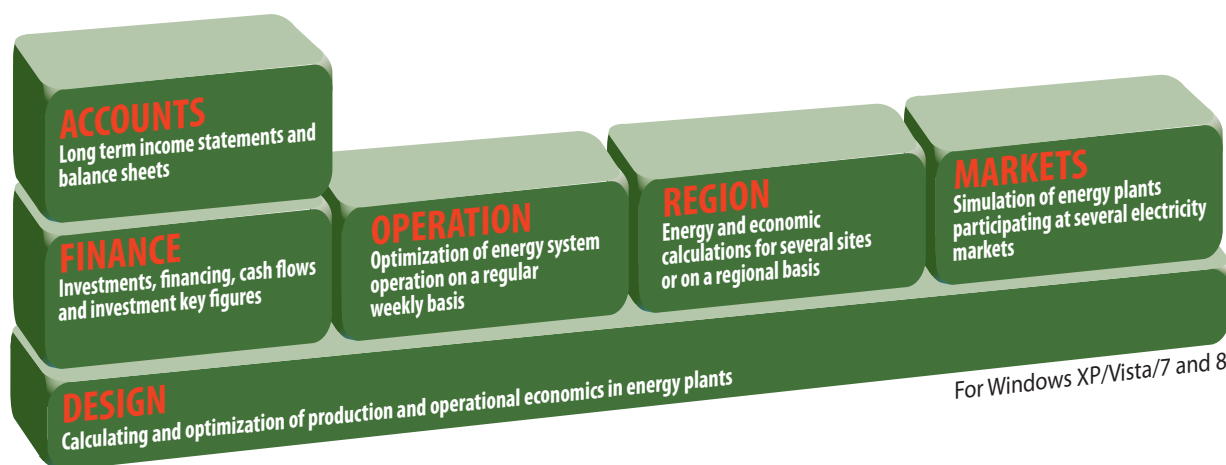 ACCOUNTS
Long term income statements and
balance sheets
FINANCE
Investments, financing, cash flows
and investment key figures
OPERATION
Optimization of energy system
operation on a regular
weekly basis
REGION
Energy and economic
calculations for several sites
or on a regional basis
MARKETS
Simulation of energy plants
participating at several electricity
markets
DESIGN
Calculating and optimization of production and operational economics in energy plants
For Windows XP/Vista/7 and 8